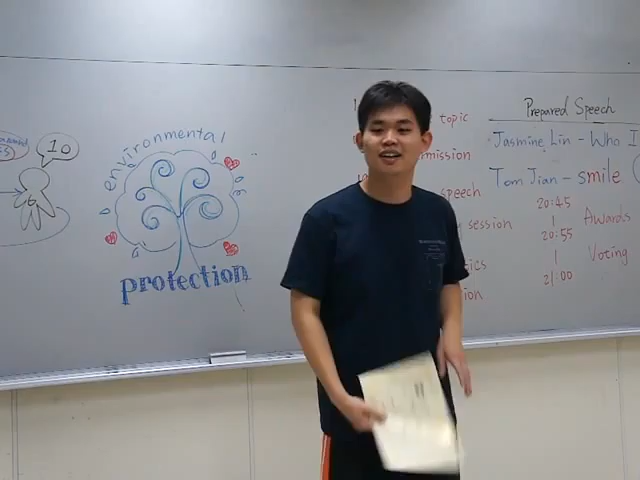 10
environmental
protection
topic
mission
speech
session
ics
ion
Prepared Speech
Jasmine Lin - Who I
Tom Jian - smile
20:45
|
20:55
|
21:00
Awards
Voting